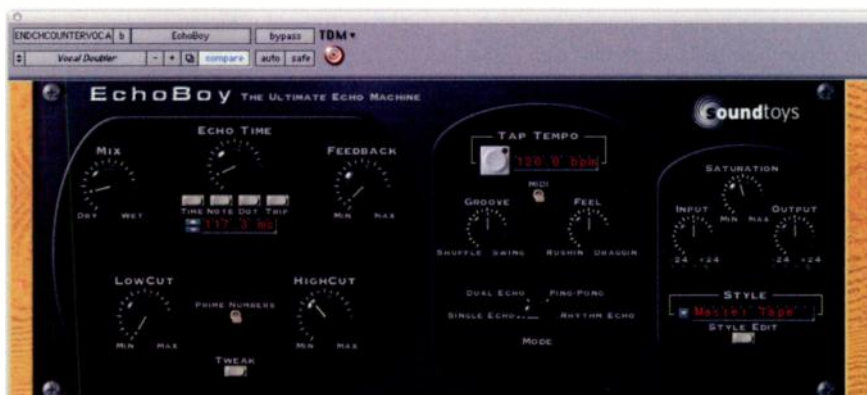 ENDCHCOUNTERVOCA b EchoBoy bypass TDM
Vocal Doubler - + compare auto safe
EchoBoy The Ultimate Echo Machine
soundtoys
Mix
Dry Wet
Echo Time
Time Note Dot Trip
117 3 ms
Feedback
Min Max
LowCut
Min Max
Prime Numbers
HighCut
Min Max
Tweak
Tap Tempo
120 0 bpm
MIDI
Groove
Shuffle Swing
Feel
Rushin Draggin
Dual Echo Ping-Pong
Single Echo Rhythm Echo
Mode
Saturation
Min Max
Input
-24 +24
Output
-24 +24
Style
Master Tape
Style Edit